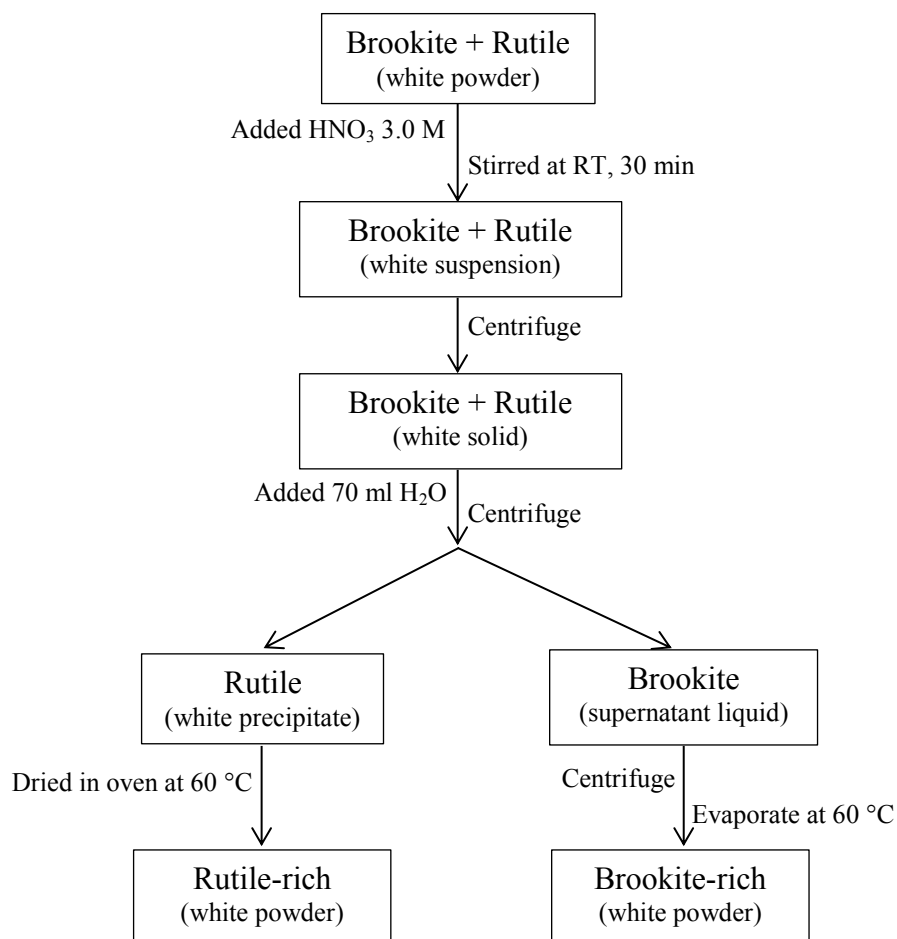 Brookite + Rutile
(white powder)
Added HNO₃ 3.0 M
Stirred at RT, 30 min
Brookite + Rutile
(white suspension)
Centrifuge
Brookite + Rutile
(white solid)
Added 70 ml H₂O
Centrifuge
Rutile
(white precipitate)
Brookite
(supernatant liquid)
Dried in oven at 60 °C
Centrifuge
Evaporate at 60 °C
Rutile-rich
(white powder)
Brookite-rich
(white powder)